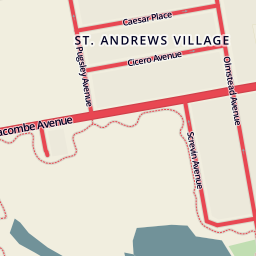 Caesar Place
ST. ANDREWS VILLAGE
Pugsley Avenue
Cicero Avenue
Olmstead Avenue
acombe Avenue
Screvin Avenue